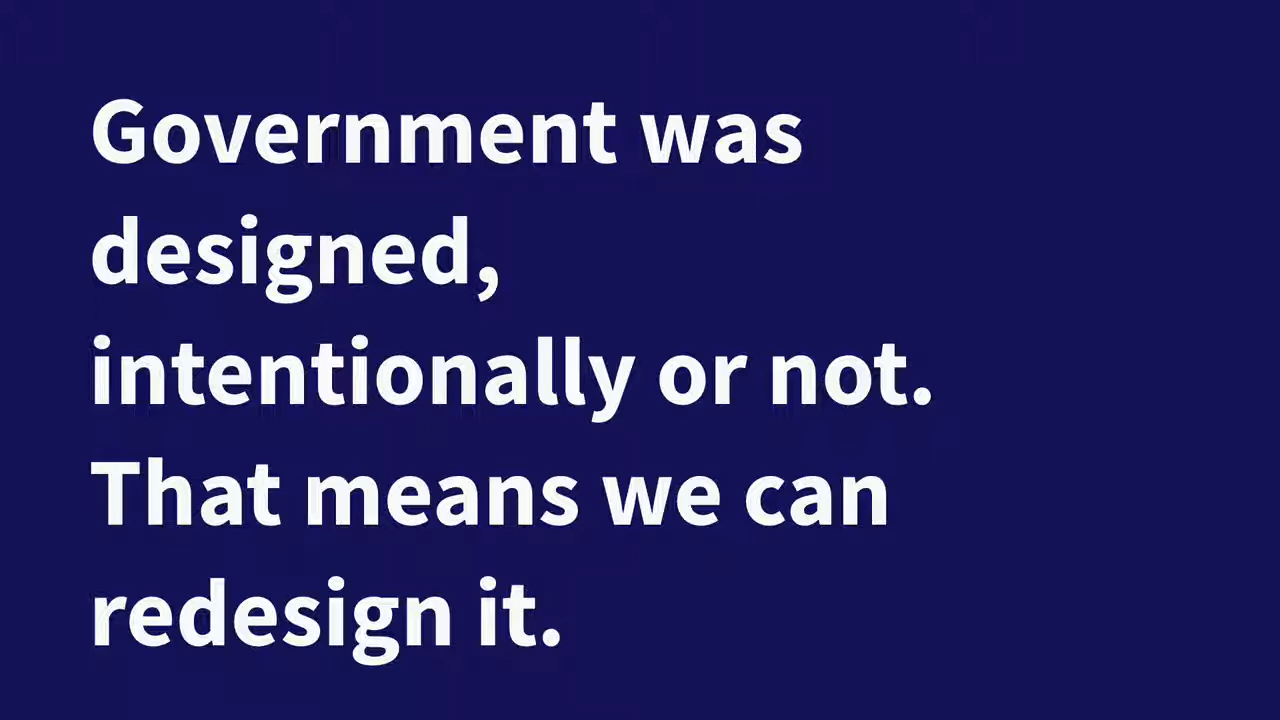 Government was
designed,
intentionally or not.
That means we can
redesign it.